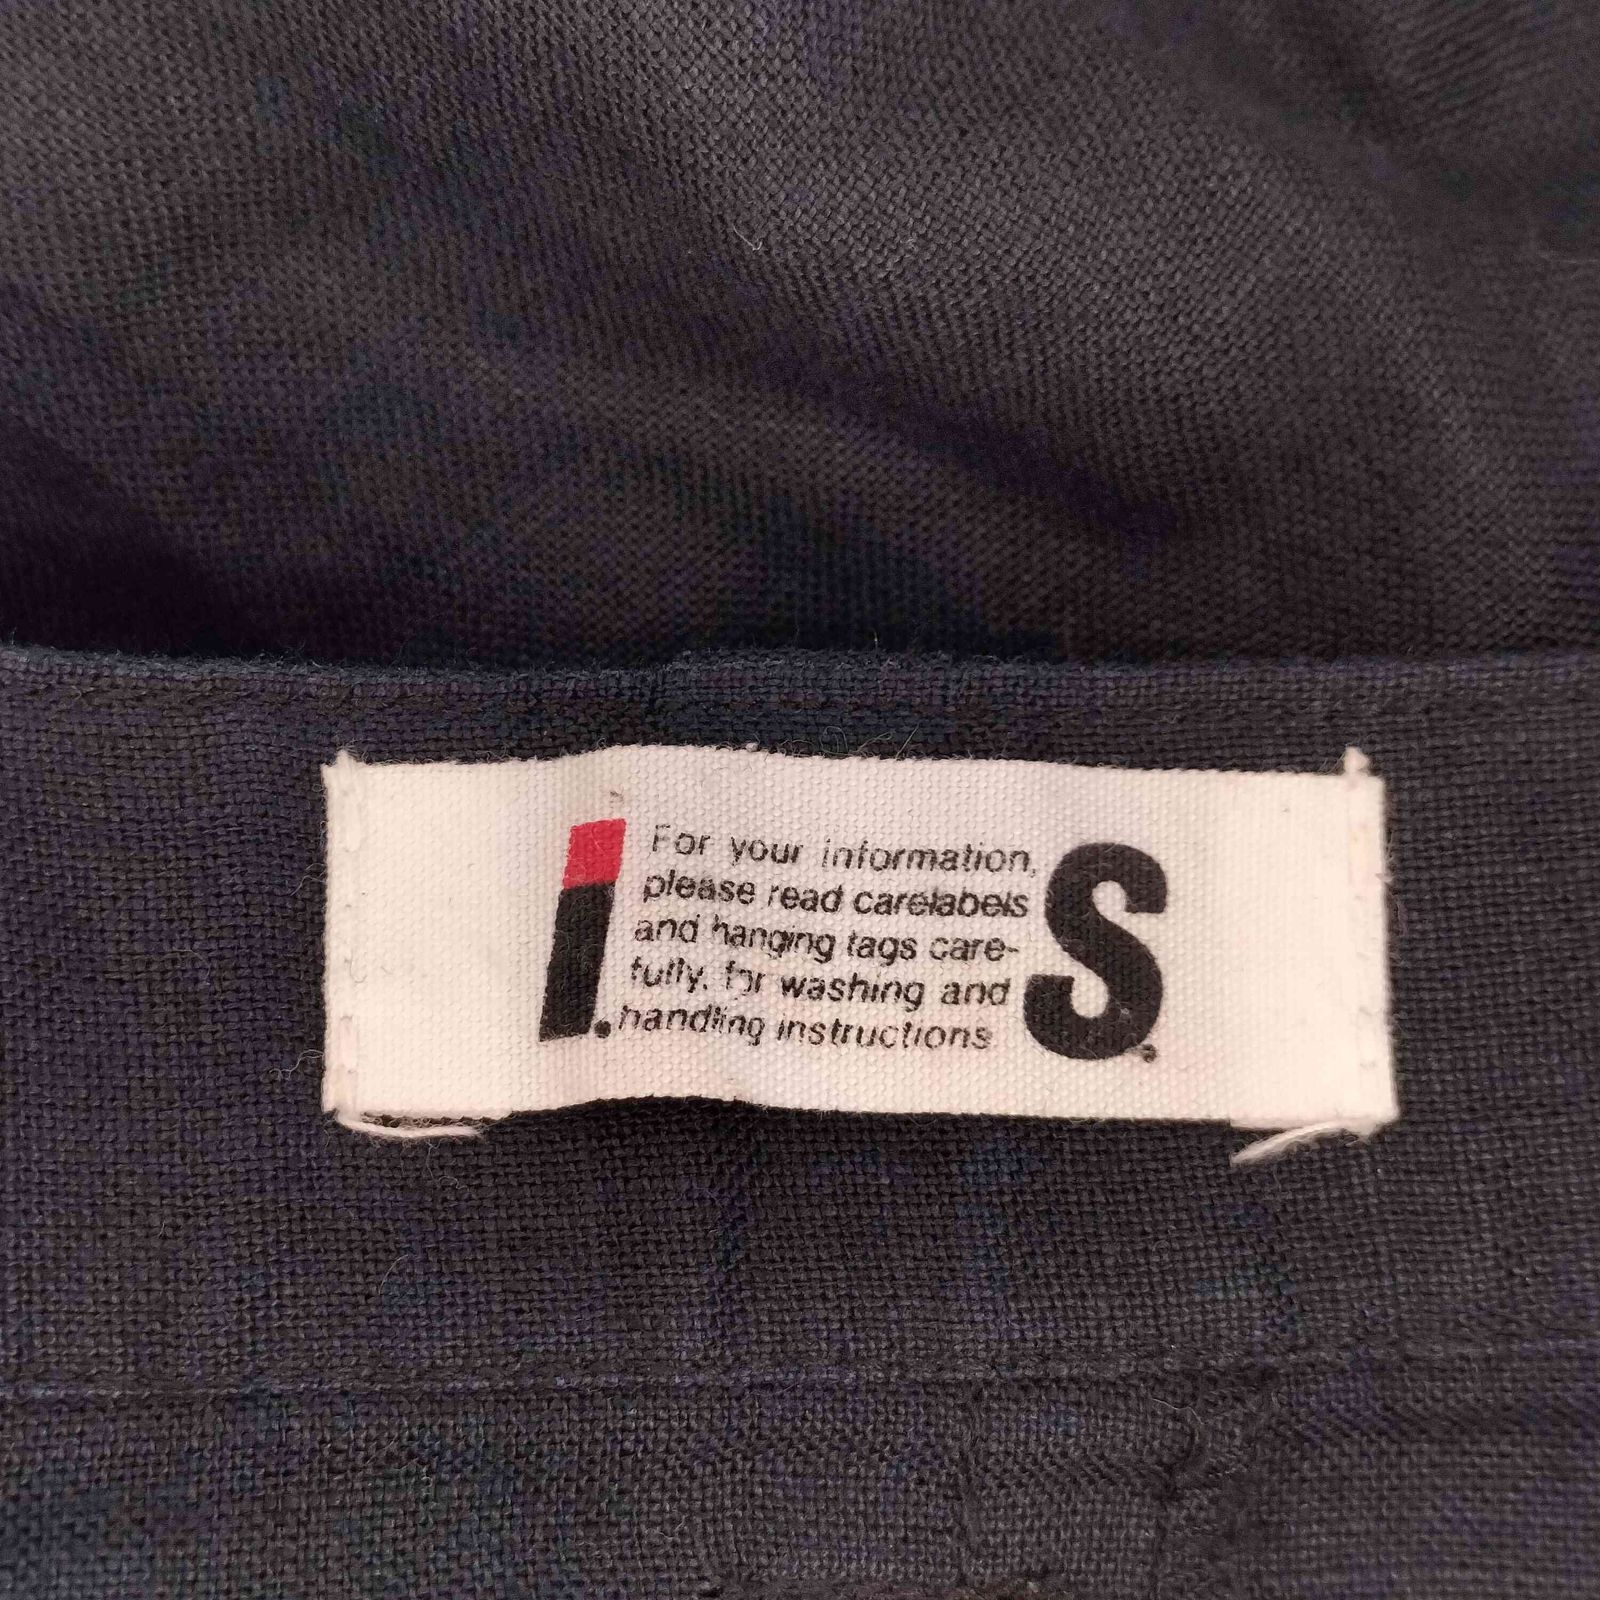 I.S.
For your information,
please read carelabels
and hanging tags care-
fully, for washing and
handling instructions